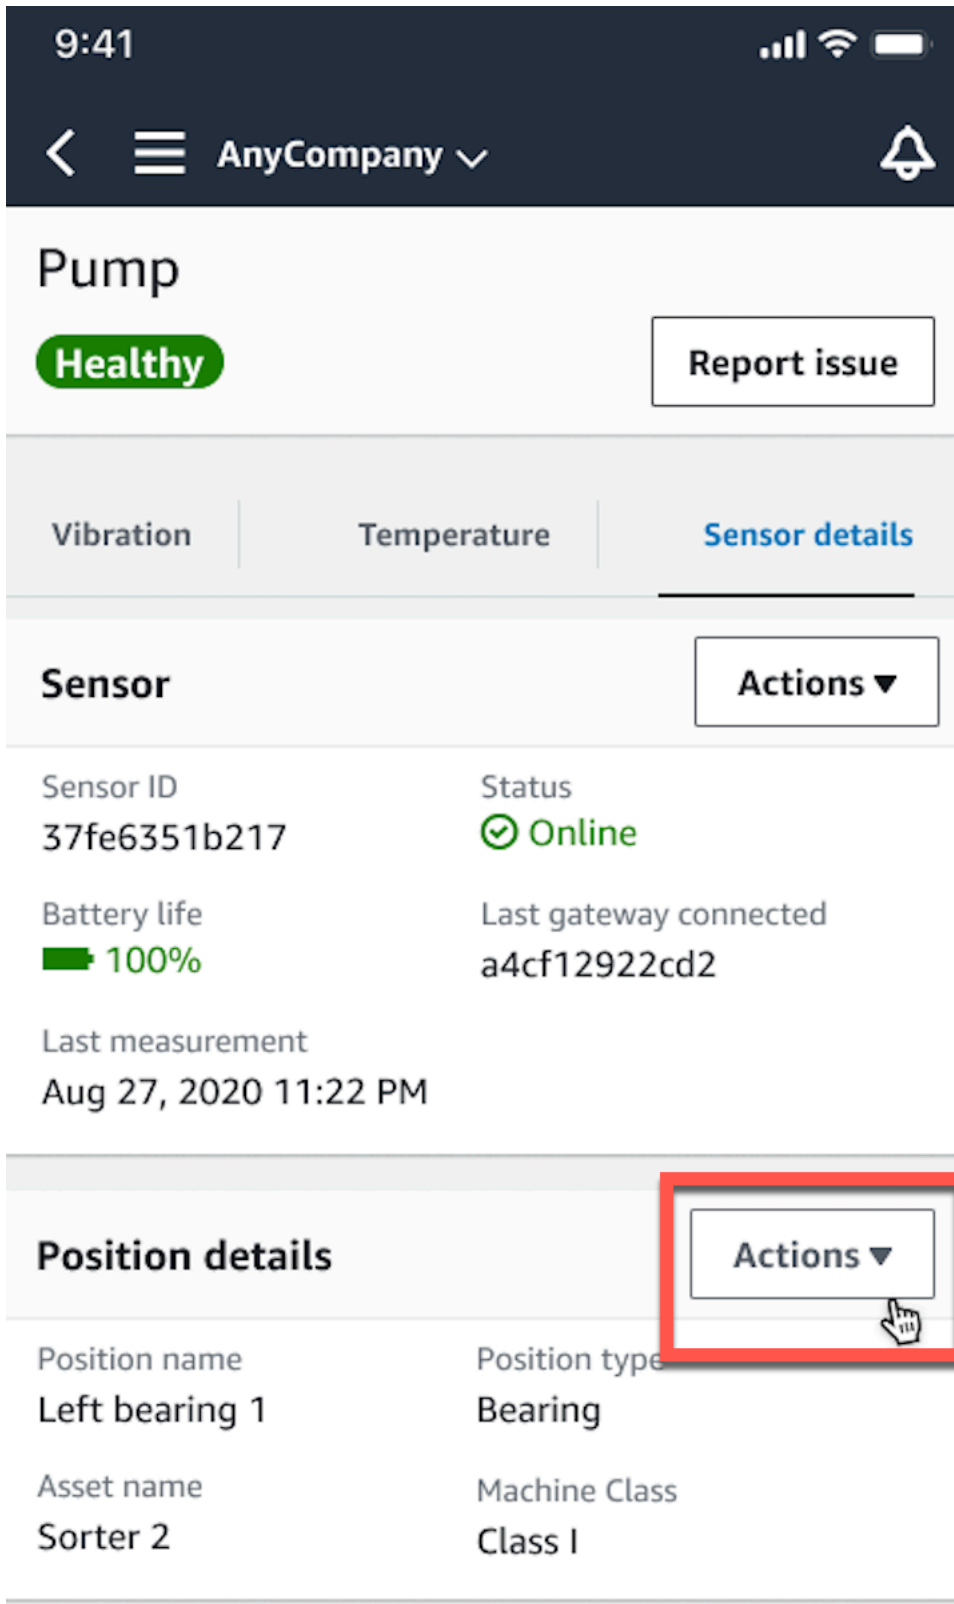 9:41
AnyCompany
Pump
Healthy
Report issue
Vibration Temperature Sensor details
Sensor Actions
Sensor ID Status
37fe6351b217 Online
Battery life Last gateway connected
100% a4cf12922cd2
Last measurement
Aug 27, 2020 11:22 PM
Position details Actions
Position name Position type
Left bearing 1 Bearing
Asset name Machine Class
Sorter 2 Class I